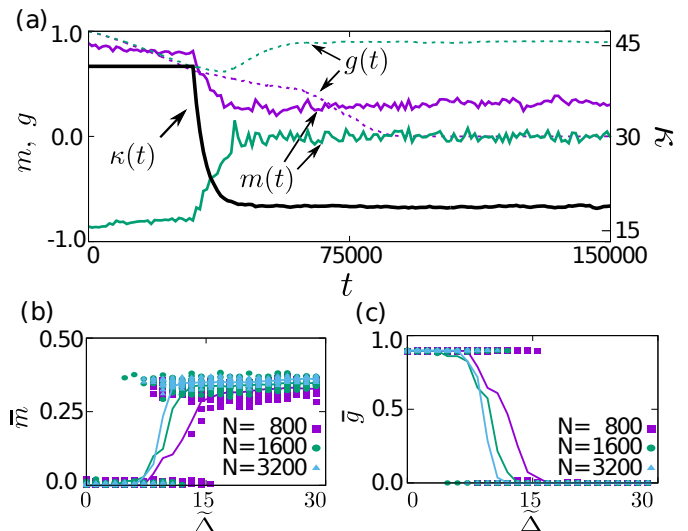 (a)
1.0
0.0
-1.0
m, g
45
30
15
κ
g(t)
κ(t)
m(t)
0
75000
150000
t
(b)
0.50
0.25
0.0
m̅
N= 800
N=1600
N=3200
0
15
30
Δ̃
(c)
1.0
0.5
0.0
g̅
N= 800
N=1600
N=3200
0
15
30
Δ̃